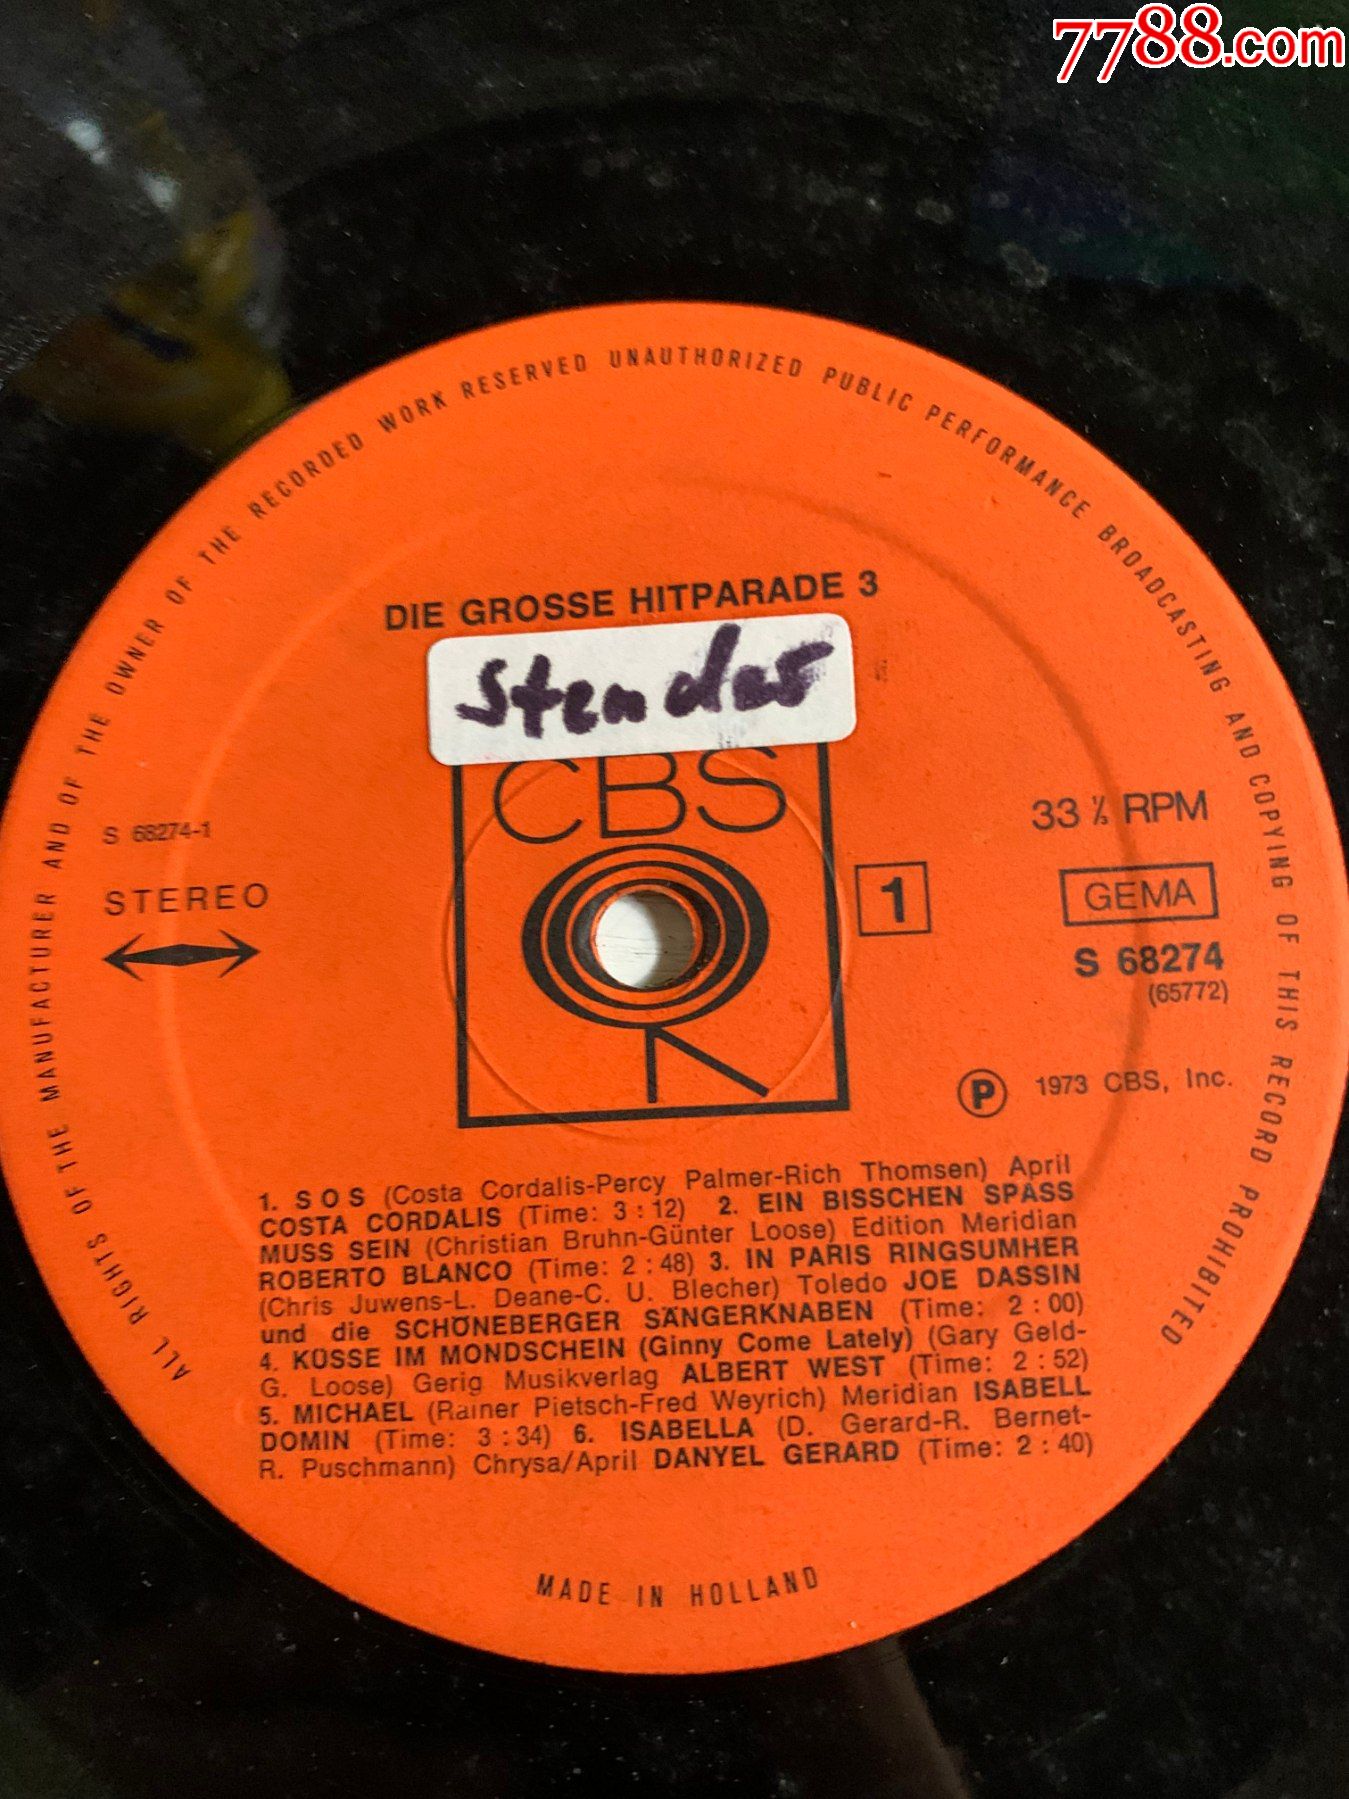 7788.com
ALL RIGHTS OF THE MANUFACTURER AND OF THE OWNER OF THE RECORDED WORK RESERVED UNAUTHORIZED PUBLIC PERFORMANCE BROADCASTING AND COPYING OF THIS RECORD PROHIBITED
DIE GROSSE HITPARADE 3
CBS
S 68274-1
STEREO
33 ⅓ RPM
1
GEMA
S 68274
(65772)
P 1973 CBS, Inc.
1. S O S (Costa Cordalis-Percy Palmer-Rich Thomsen) April
COSTA CORDALIS (Time: 3 : 12) 2. EIN BISSCHEN SPASS
MUSS SEIN (Christian Bruhn-Günter Loose) Edition Meridian
ROBERTO BLANCO (Time: 2 : 48) 3. IN PARIS RINGSUMHER
(Chris Juwens-L. Deane-C. U. Blecher) Toledo JOE DASSIN
und die SCHÖNEBERGER SÄNGERKNABEN (Time: 2 : 00)
4. KÜSSE IM MONDSCHEIN (Ginny Come Lately) (Gary Geld-
G. Loose) Gerig Musikverlag ALBERT WEST (Time: 2 : 52)
5. MICHAEL (Rainer Pietsch-Fred Weyrich) Meridian ISABELL
DOMIN (Time: 3 : 34) 6. ISABELLA (D. Gerard-R. Bernet-
R. Puschmann) Chrysa/April DANYEL GERARD (Time: 2 : 40)
MADE IN HOLLAND